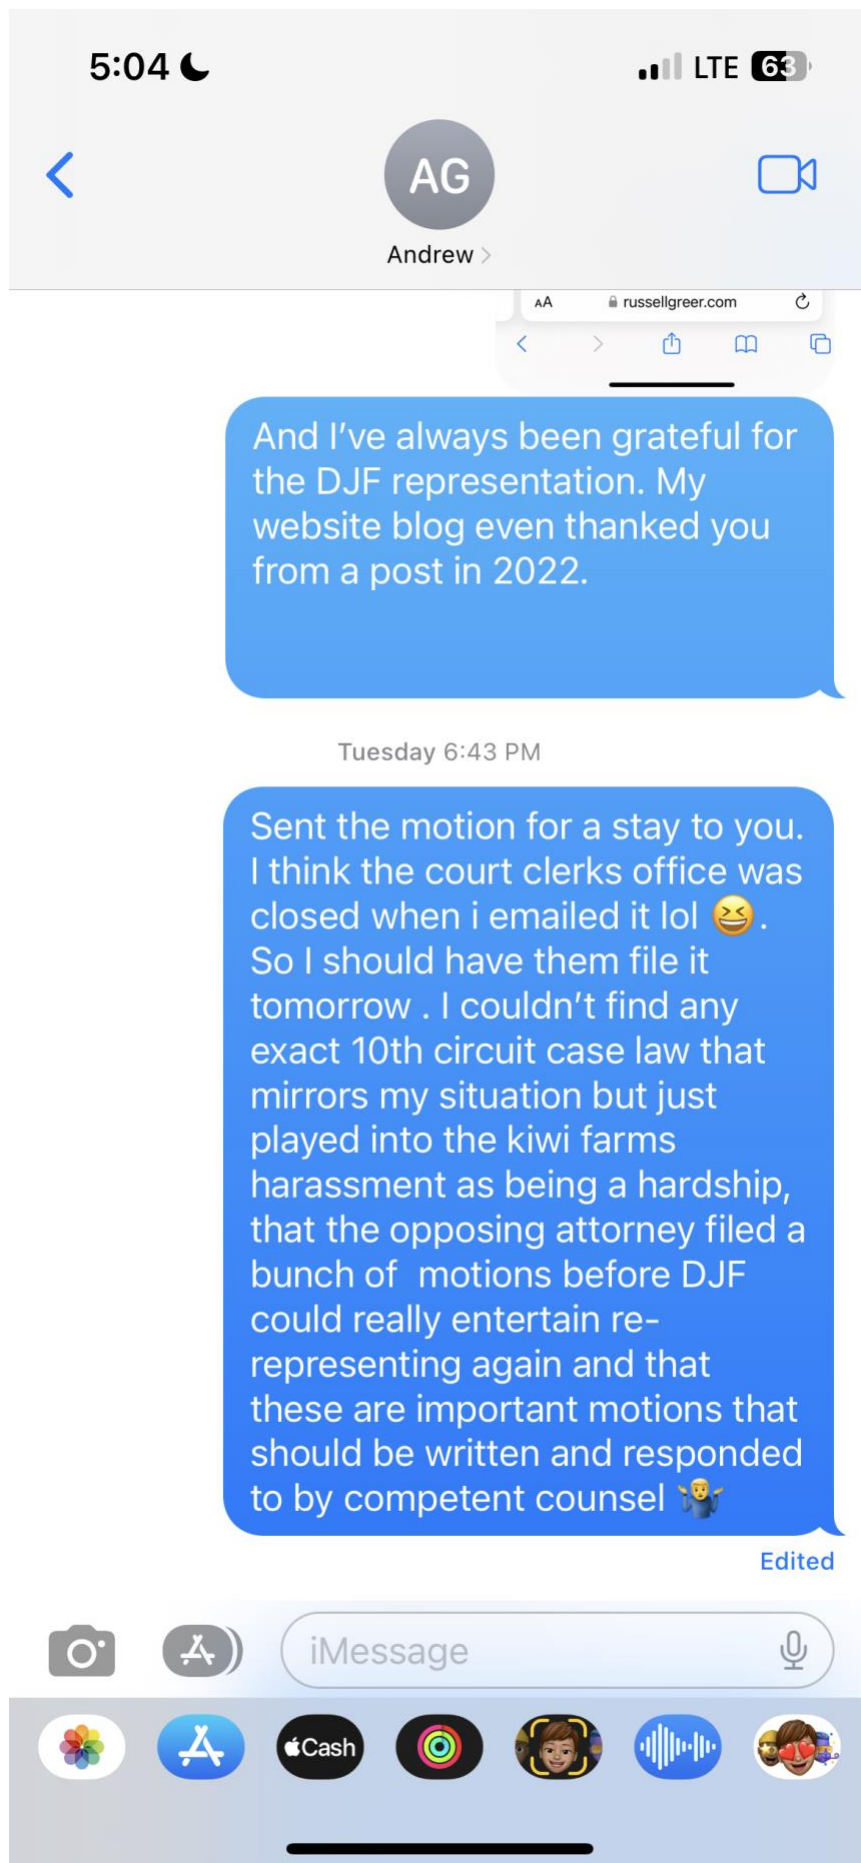 5:04
LTE 63
AG
Andrew
AA russellgreer.com
And I’ve always been grateful for
the DJF representation. My
website blog even thanked you
from a post in 2022.
Tuesday 6:43 PM
Sent the motion for a stay to you.
I think the court clerks office was
closed when i emailed it lol 😆.
So I should have them file it
tomorrow . I couldn’t find any
exact 10th circuit case law that
mirrors my situation but just
played into the kiwi farms
harassment as being a hardship,
that the opposing attorney filed a
bunch of  motions before DJF
could really entertain re-
representing again and that
these are important motions that
should be written and responded
to by competent counsel 🤷‍♂️
Edited
iMessage
Cash